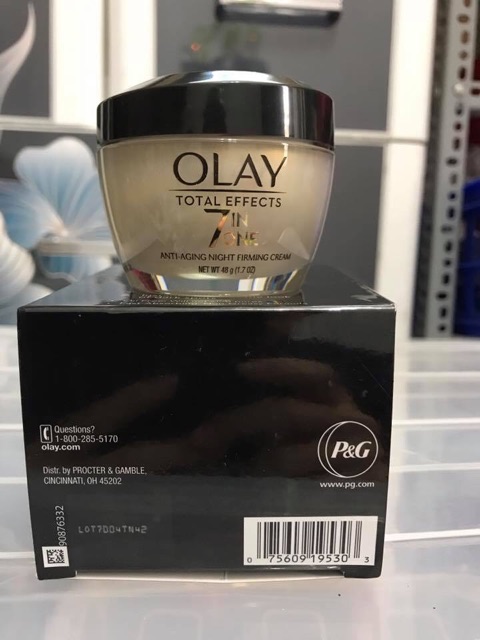 OLAY
TOTAL EFFECTS
7 IN
ONE
ANTI-AGING NIGHT FIRMING CREAM
NET WT 48 g (1.7 OZ)
Questions?
1-800-285-5170
olay.com
Distr. by PROCTER & GAMBLE,
CINCINNATI, OH 45202
P&G
www.pg.com
90876332
LOT7D04TN42
0 75609 19530 3